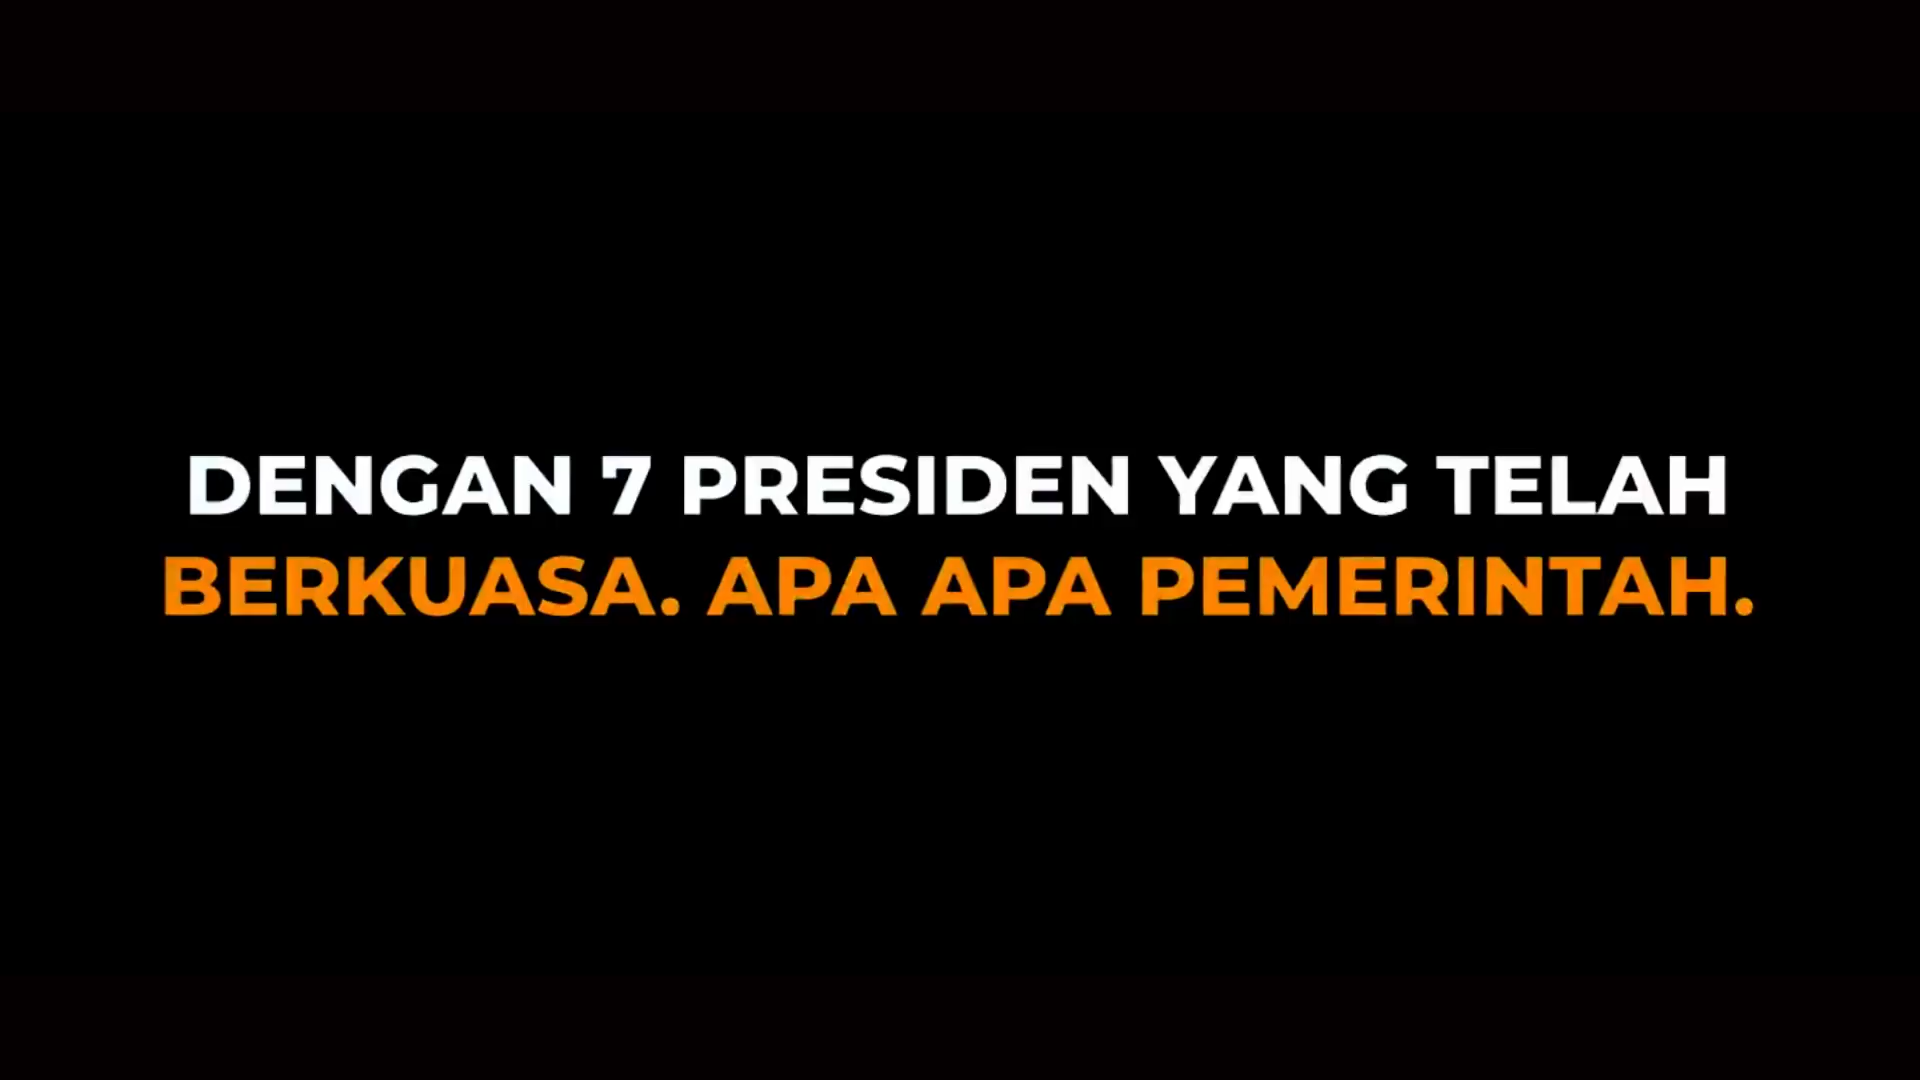 DENGAN 7 PRESIDEN YANG TELAH
BERKUASA. APA APA PEMERINTAH.